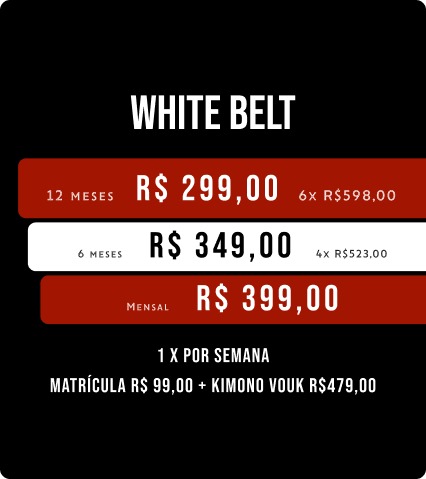 WHITE BELT
12 MESES R$ 299,00 6X R$598,00
6 MESES R$ 349,00 4X R$523,00
MENSAL R$ 399,00
1 X POR SEMANA
MATRÍCULA R$ 99,00 + KIMONO VOUK R$479,00